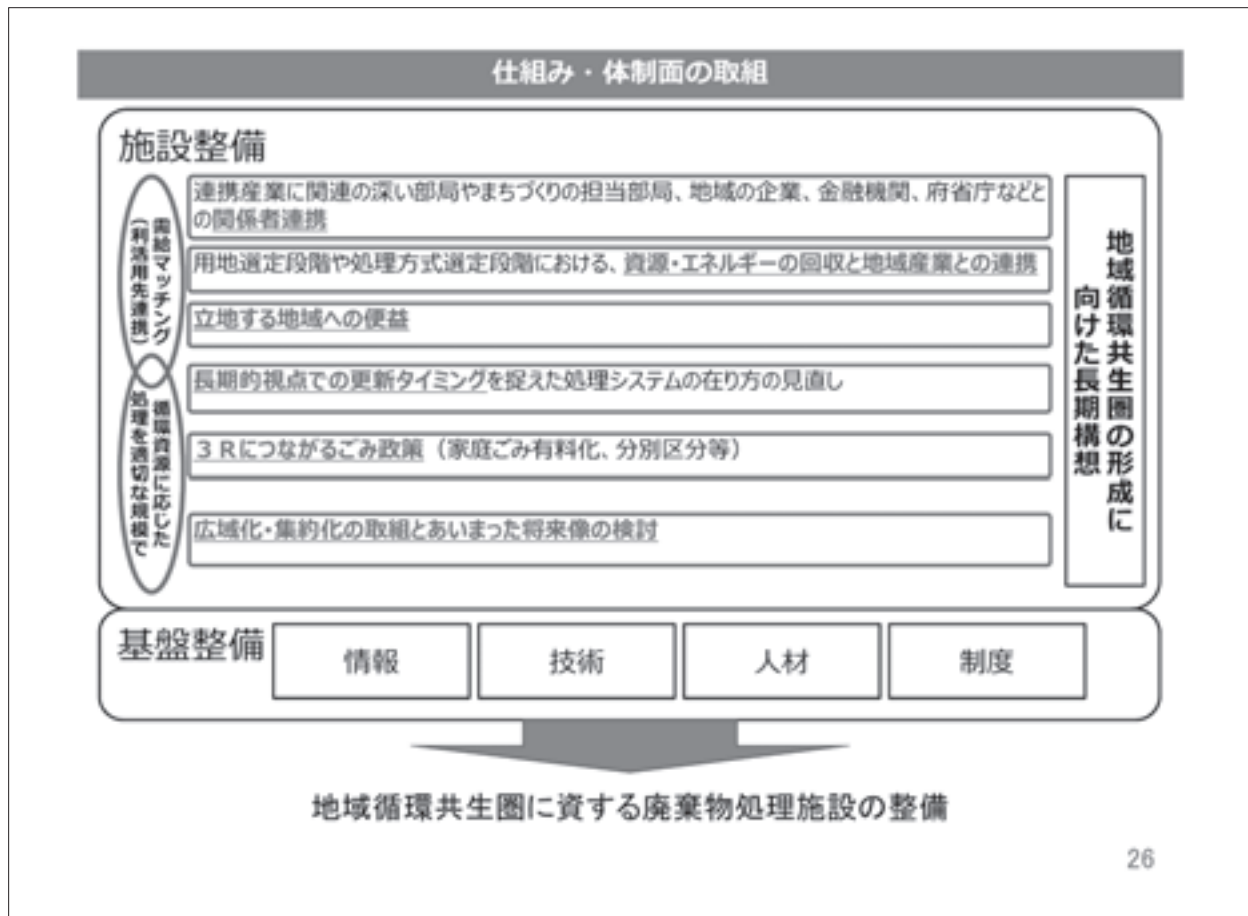 仕組み・体制面の取組
施設整備
需給マッチング
(利活用先連携)
循環資源に応じた
処理を適切な規模で
連携産業に関連の深い部局やまちづくりの担当部局、地域の企業、金融機関、府省庁などと
の関係者連携
用地選定段階や処理方式選定段階における、資源・エネルギーの回収と地域産業との連携
立地する地域への便益
長期的視点での更新タイミングを捉えた処理システムの在り方の見直し
3Rにつながるごみ政策（家庭ごみ有料化、分別区分等）
広域化・集約化の取組とあいまった将来像の検討
地域循環共生圏の形成に
向けた長期構想
基盤整備
情報
技術
人材
制度
地域循環共生圏に資する廃棄物処理施設の整備
26